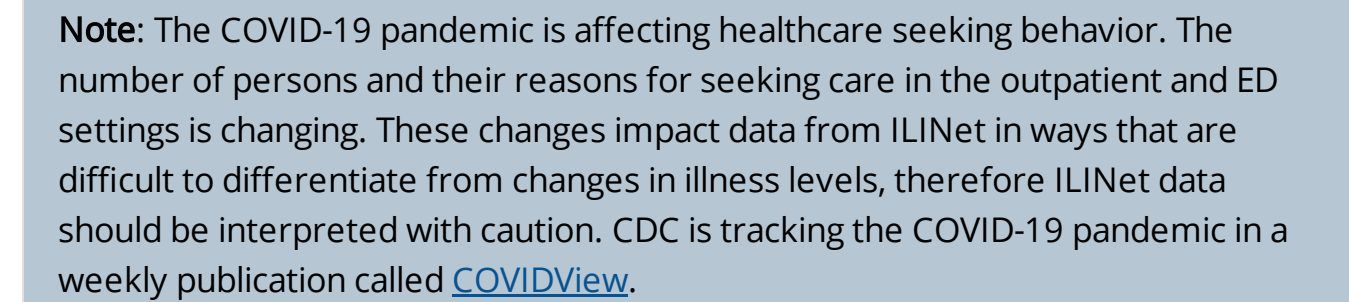 Note: The COVID-19 pandemic is affecting healthcare seeking behavior. The
number of persons and their reasons for seeking care in the outpatient and ED
settings is changing. These changes impact data from ILINet in ways that are
difficult to differentiate from changes in illness levels, therefore ILINet data
should be interpreted with caution. CDC is tracking the COVID-19 pandemic in a
weekly publication called COVIDView.